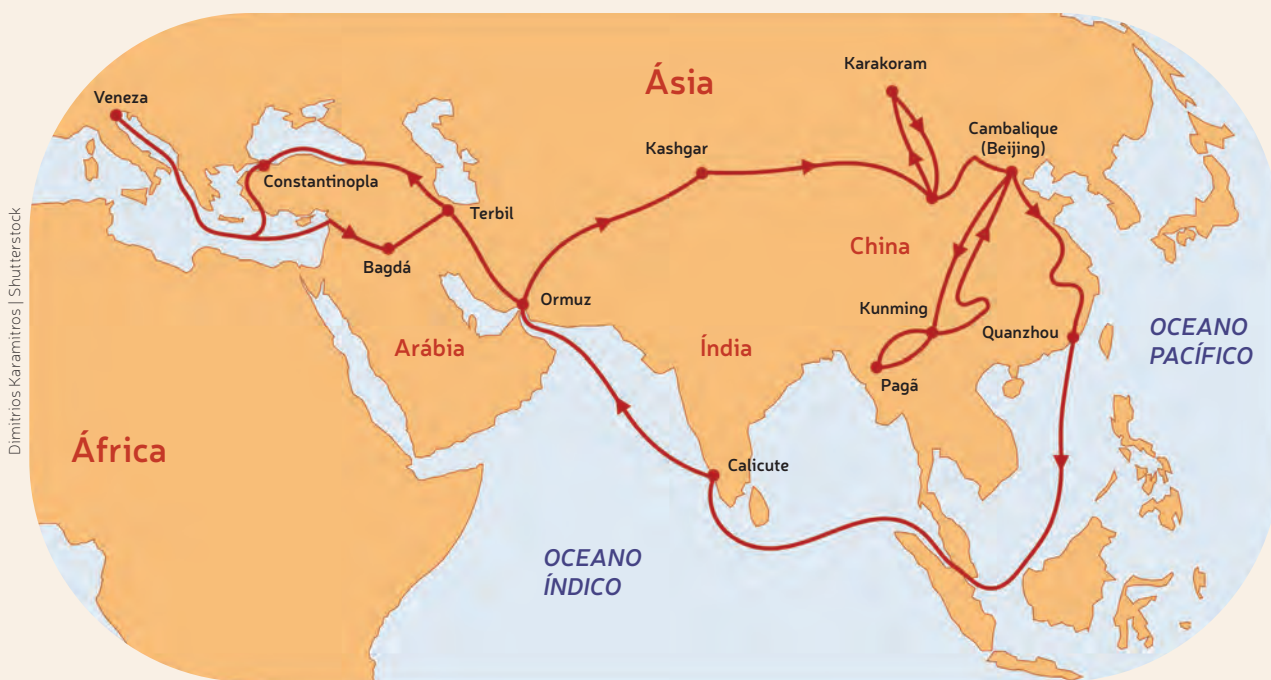 Veneza
Ásia
Karakoram
Cambalique
(Beijing)
Kashgar
Constantinopla
Terbil
Bagdá
China
Ormuz
Kunming
Quanzhou
OCEANO
PACÍFICO
Arábia
Índia
Pagã
África
Calicute
OCEANO
ÍNDICO
Dimitrios Karamitros | Shutterstock